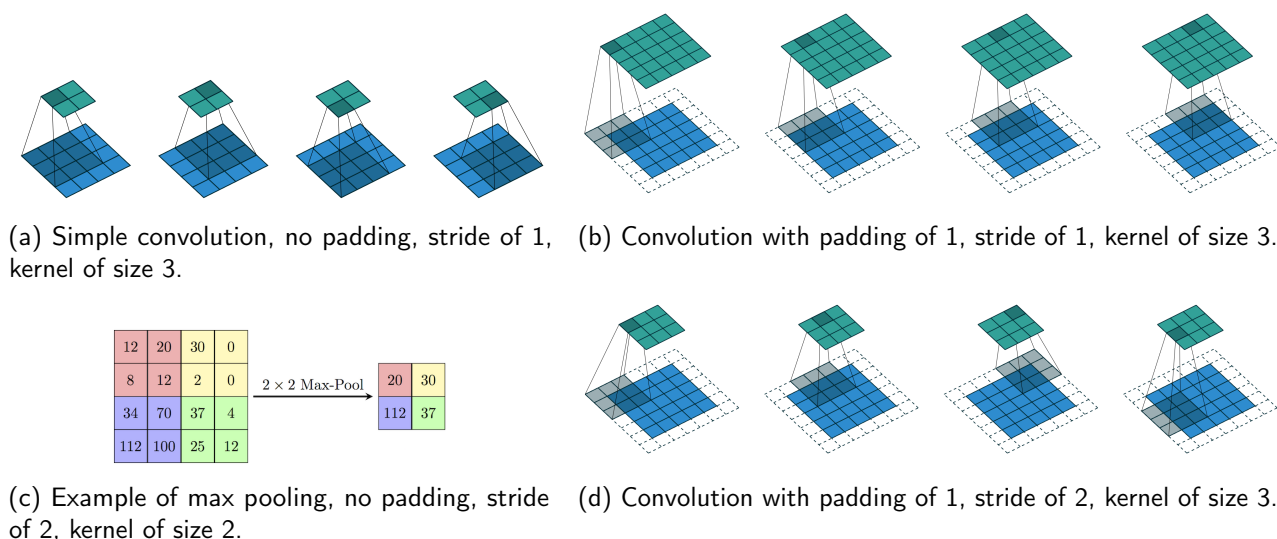 (a) Simple convolution, no padding, stride of 1,
kernel of size 3.
(b) Convolution with padding of 1, stride of 1, kernel of size 3.
12 20 30 0
8 12 2 0
34 70 37 4
112 100 25 12
2 × 2 Max-Pool
20 30
112 37
(c) Example of max pooling, no padding, stride
of 2, kernel of size 2.
(d) Convolution with padding of 1, stride of 2, kernel of size 3.